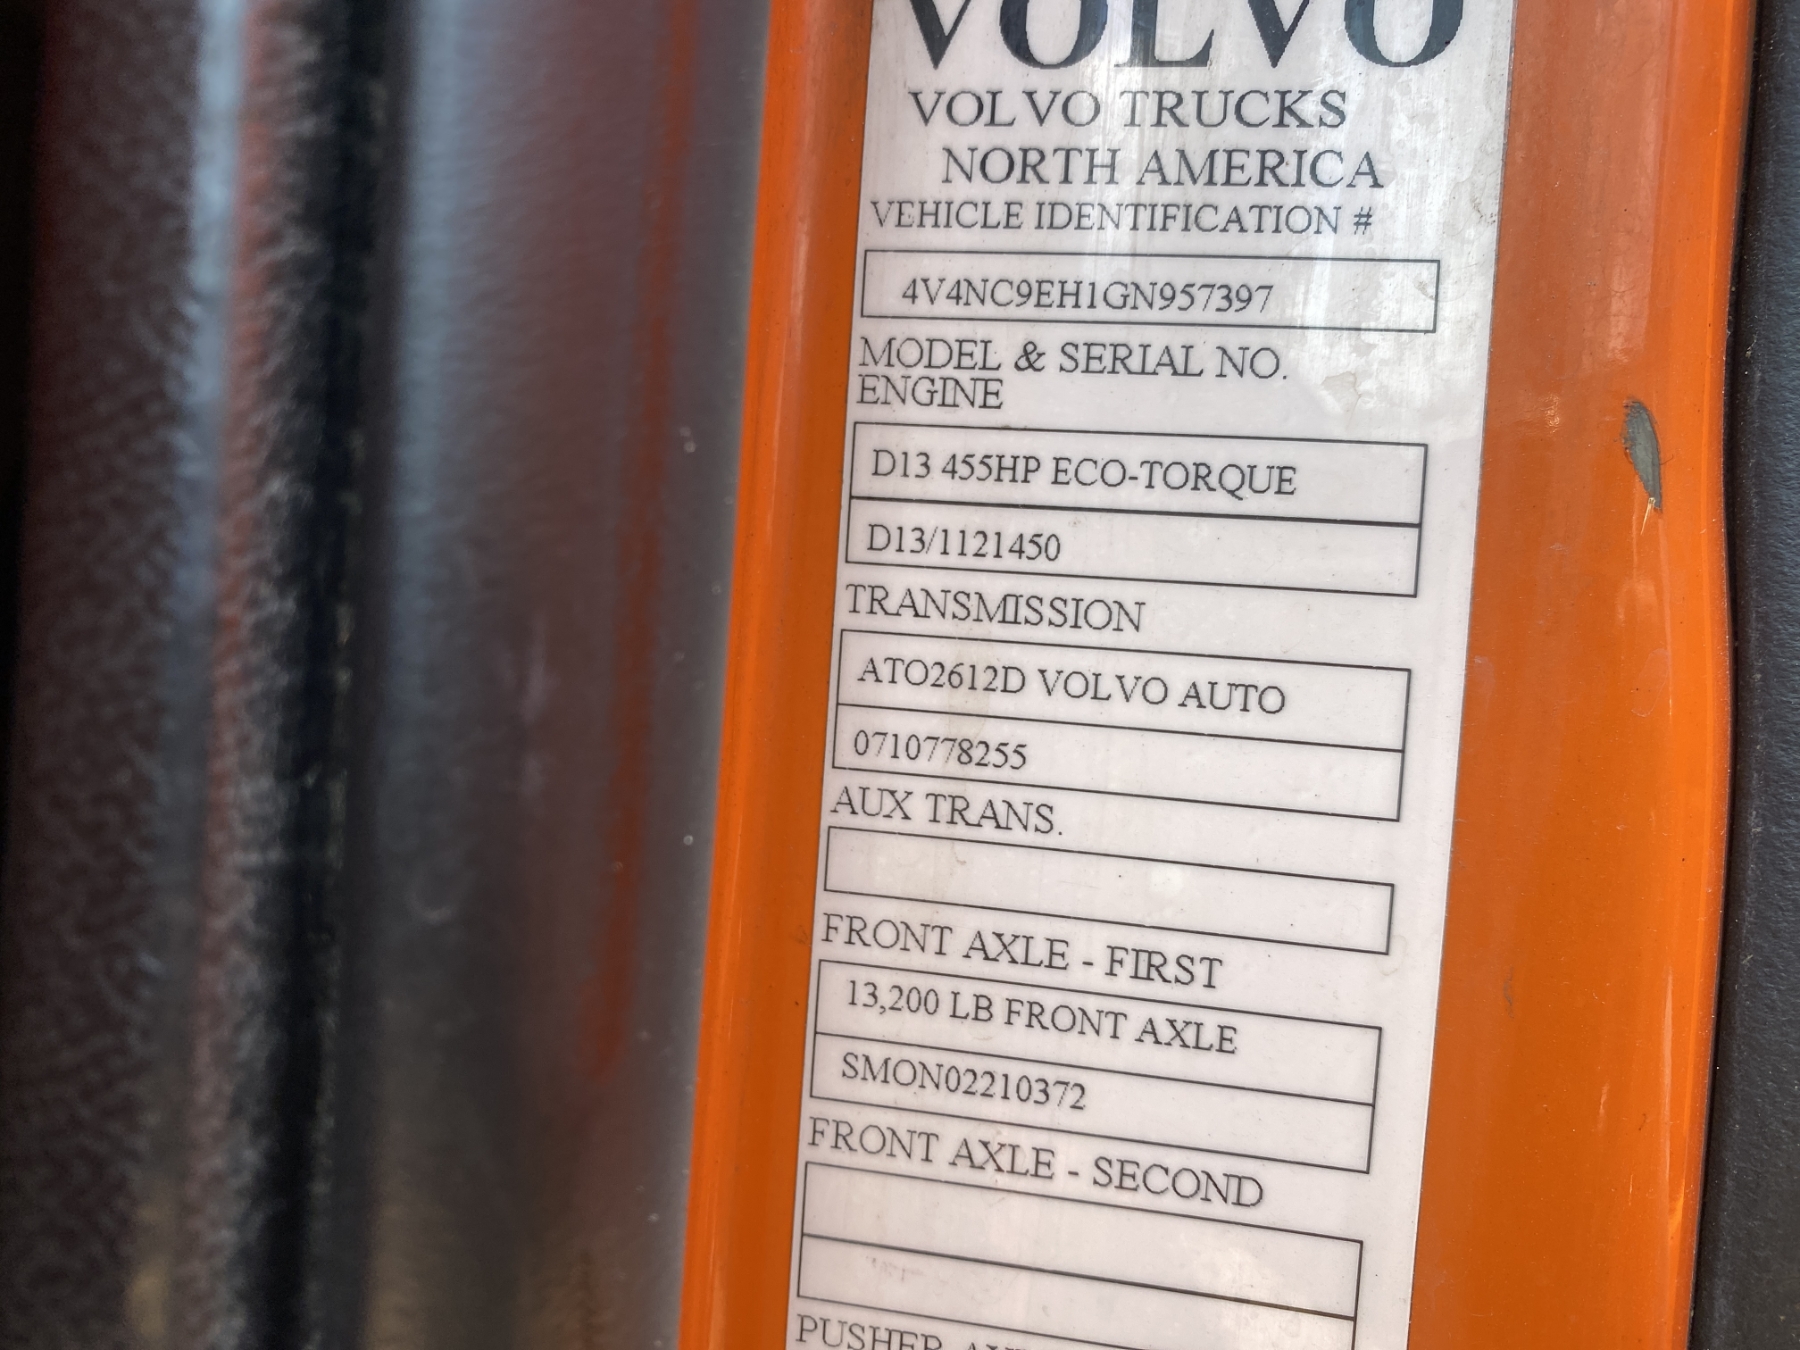 VOLVO
VOLVO TRUCKS
NORTH AMERICA
VEHICLE IDENTIFICATION #
4V4NC9EH1GN957397
MODEL & SERIAL NO.
ENGINE
D13 455HP ECO-TORQUE
D13/1121450
TRANSMISSION
ATO2612D VOLVO AUTO
0710778255
AUX TRANS.
FRONT AXLE - FIRST
13,200 LB FRONT AXLE
SMON02210372
FRONT AXLE - SECOND
PUSHER